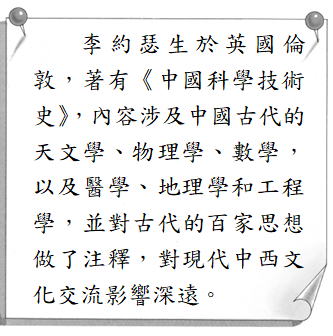 李約瑟生於英國倫
敦，著有《中國科學技術
史》，內容涉及中國古代的
天文學、物理學、數學，
以及醫學、地理學和工程
學，並對古代的百家思想
做了注釋，對現代中西文
化交流影響深遠。